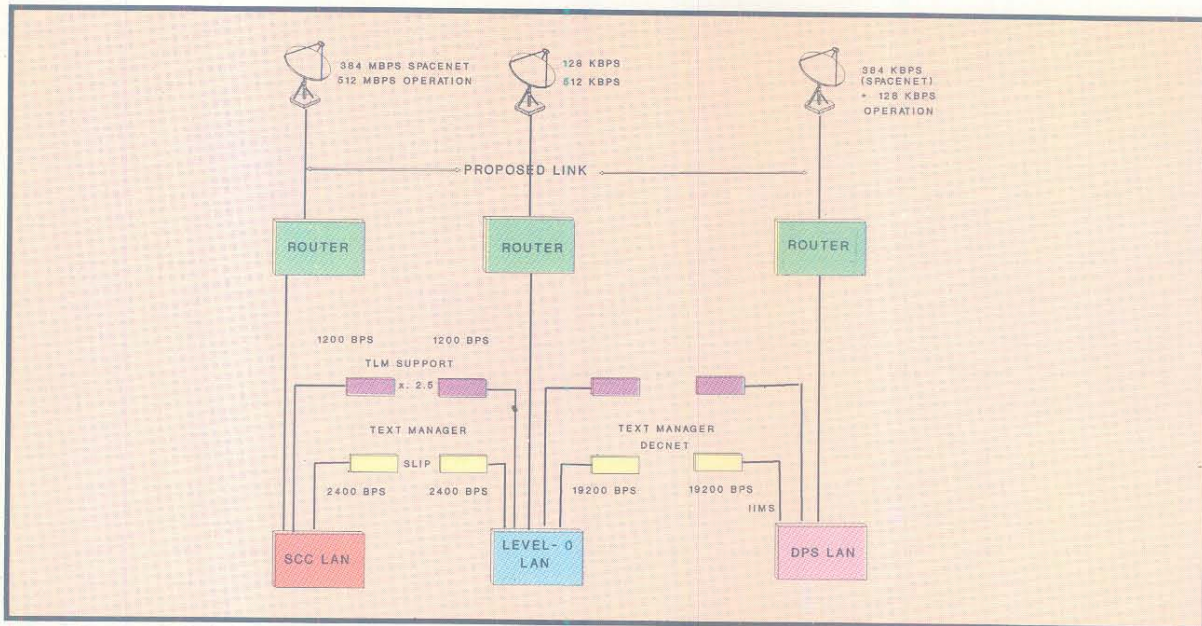 384 MBPS SPACENET
512 MBPS OPERATION
128 KBPS
512 KBPS
384 KBPS
(SPACENET)
• 128 KBPS
OPERATION
PROPOSED LINK
ROUTER
ROUTER
ROUTER
1200 BPS
1200 BPS
TLM SUPPORT
x. 2.5
TEXT MANAGER
TEXT MANAGER
DECNET
SLIP
2400 BPS
2400 BPS
19200 BPS
19200 BPS
IIMS
SCC LAN
LEVEL- 0
LAN
DPS LAN